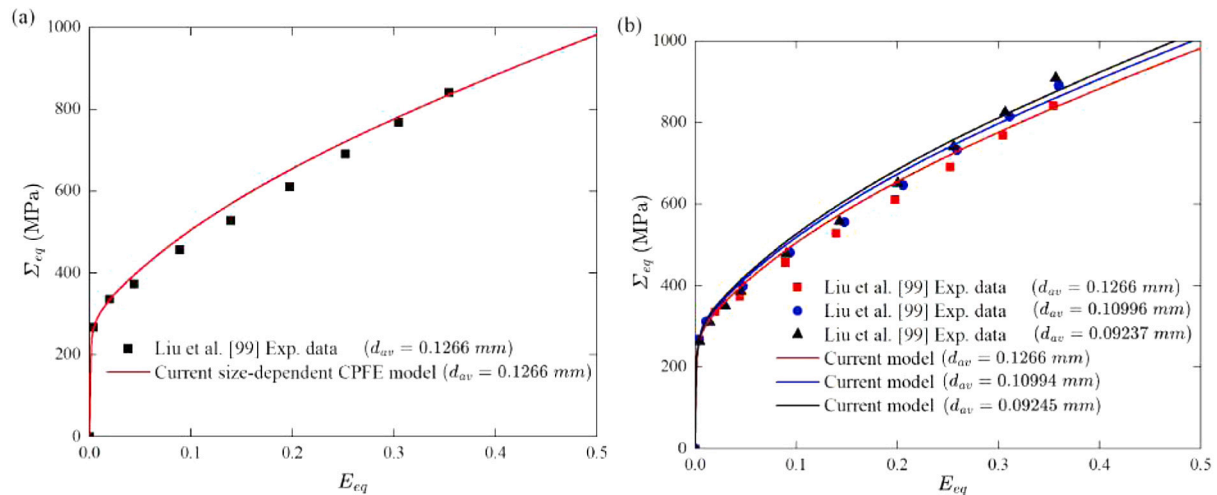 (a)
1000
800
600
400
200
0
Σeq (MPa)
0.0 0.1 0.2 0.3 0.4 0.5
Eeq
Liu et al. [99] Exp. data (dav = 0.1266 mm)
Current size-dependent CPFE model (dav = 0.1266 mm)
(b)
1000
800
600
400
200
0
Σeq (MPa)
0.0 0.1 0.2 0.3 0.4 0.5
Eeq
Liu et al. [99] Exp. data (dav = 0.1266 mm)
Liu et al. [99] Exp. data (dav = 0.10996 mm)
Liu et al. [99] Exp. data (dav = 0.09237 mm)
Current model (dav = 0.1266 mm)
Current model (dav = 0.10994 mm)
Current model (dav = 0.09245 mm)